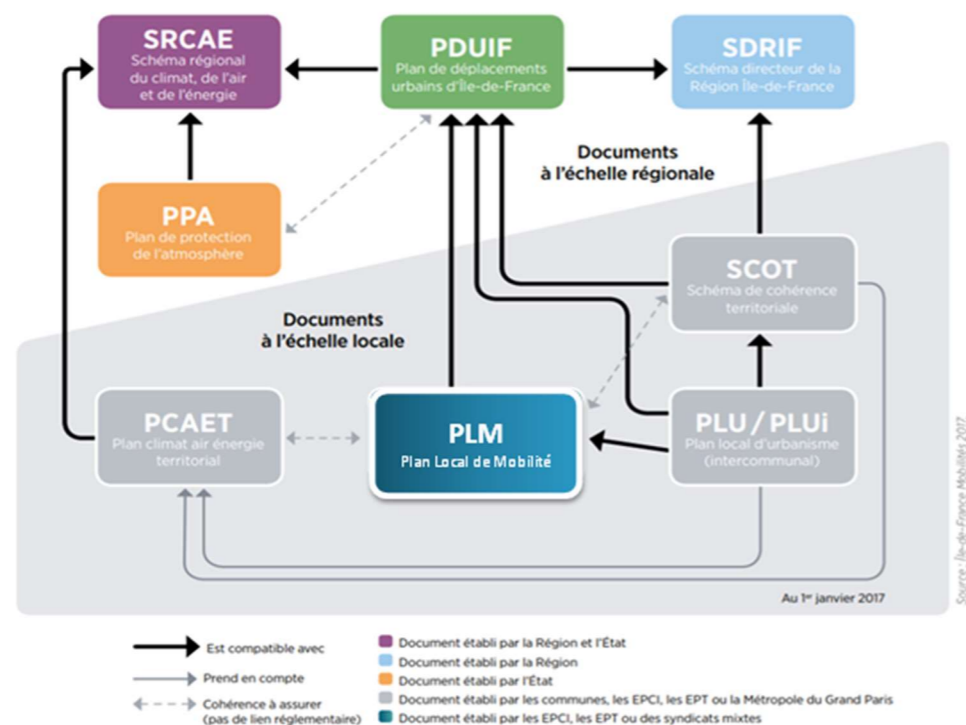 SRCAE
Schéma régional
du climat, de l'air
et de l'énergie
PDUIF
Plan de déplacements
urbains d'Île-de-France
SDRIF
Schéma directeur de la
Région Île-de-France
Documents
à l'échelle régionale
PPA
Plan de protection
de l'atmosphère
SCOT
Schéma de cohérence
territoriale
Documents
à l'échelle locale
PCAET
Plan climat air énergie
territorial
PLM
Plan Local de Mobilité
PLU / PLUi
Plan local d'urbanisme
(intercommunal)
Source : Île-de-France Mobilités 2017
Au 1er janvier 2017
Est compatible avec
Prend en compte
Cohérence à assurer
(pas de lien réglementaire)
Document établi par la Région et l'État
Document établi par la Région
Document établi par l'État
Document établi par les communes, les EPCI, les EPT ou la Métropole du Grand Paris
Document établi par les EPCI, les EPT ou des syndicats mixtes